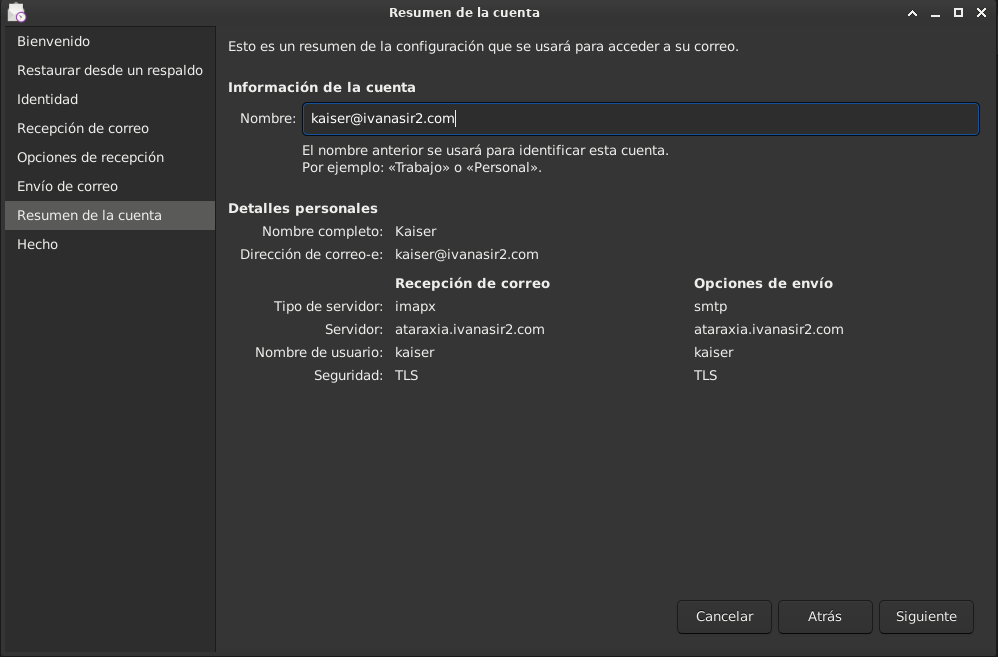 Resumen de la cuenta
Bienvenido
Restaurar desde un respaldo
Identidad
Recepción de correo
Opciones de recepción
Envío de correo
Resumen de la cuenta
Hecho
Esto es un resumen de la configuración que se usará para acceder a su correo.
Información de la cuenta
Nombre: kaiser@ivanasir2.com
El nombre anterior se usará para identificar esta cuenta.
Por ejemplo: «Trabajo» o «Personal».
Detalles personales
Nombre completo: Kaiser
Dirección de correo-e: kaiser@ivanasir2.com
Recepción de correo Opciones de envío
Tipo de servidor: imapx smtp
Servidor: ataraxia.ivanasir2.com ataraxia.ivanasir2.com
Nombre de usuario: kaiser kaiser
Seguridad: TLS TLS
Cancelar Atrás Siguiente